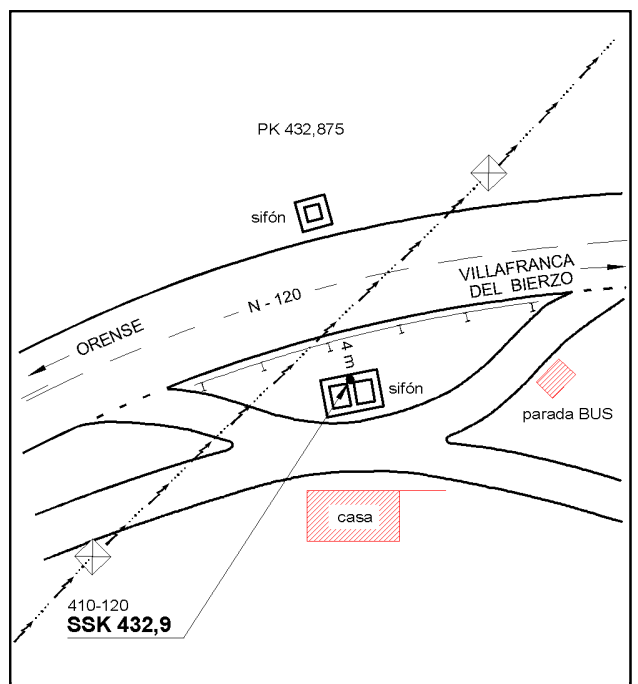 PK 432,875
sifón
VILLAFRANCA
DEL BIERZO
N - 120
ORENSE
4 m
sifón
parada BUS
casa
410-120
SSK 432,9